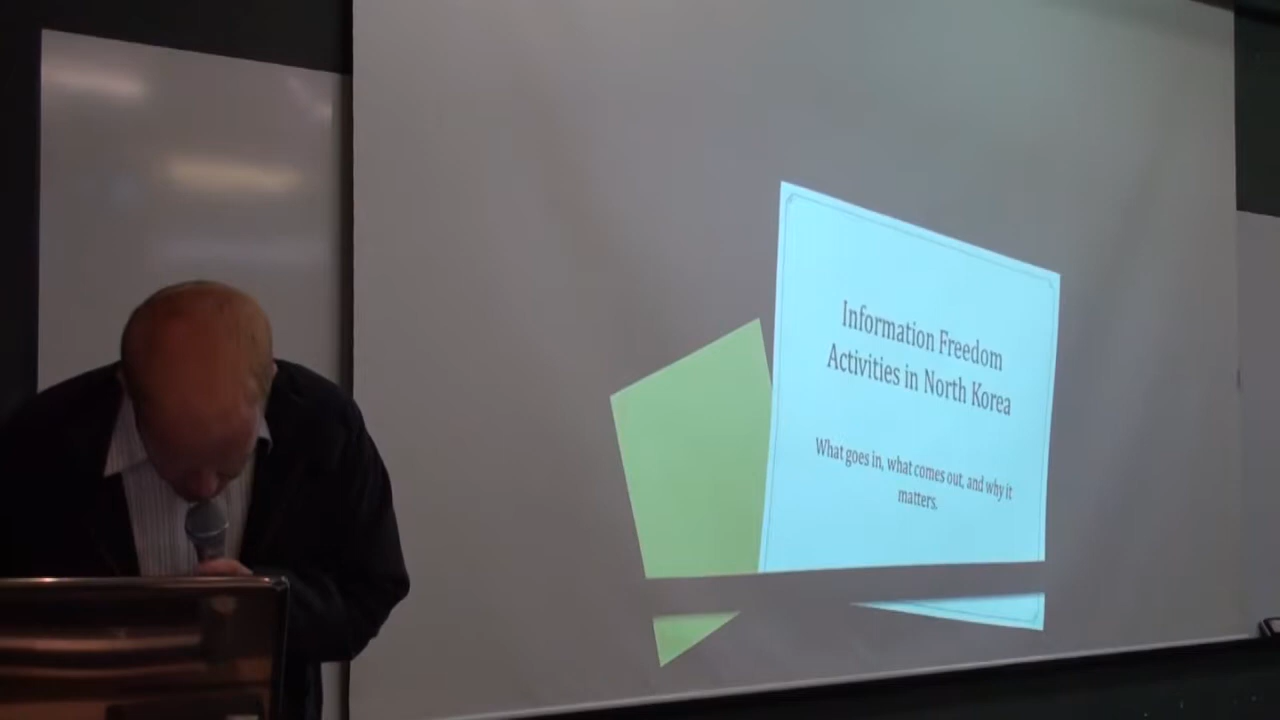 Information Freedom
Activities in North Korea
What goes in, what comes out, and why it
matters.